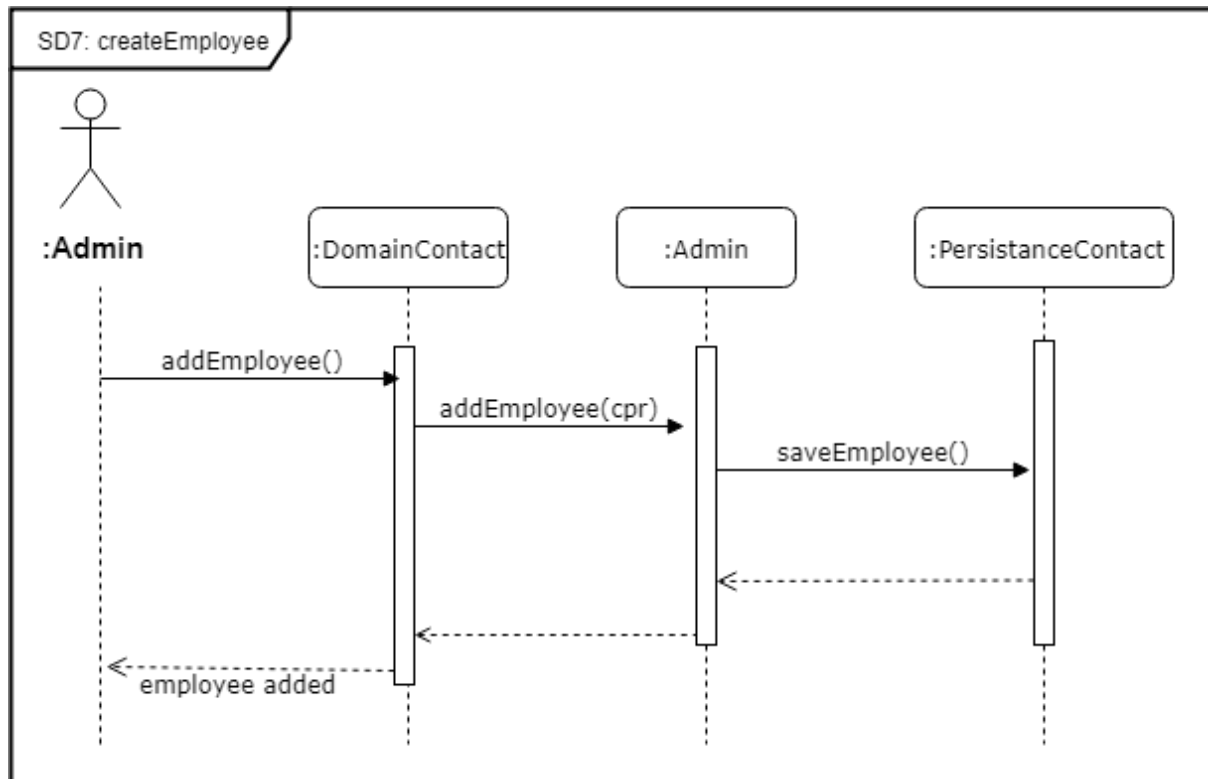 SD7: createEmployee
:Admin
:DomainContact
:Admin
:PersistanceContact
addEmployee()
addEmployee(cpr)
saveEmployee()
employee added